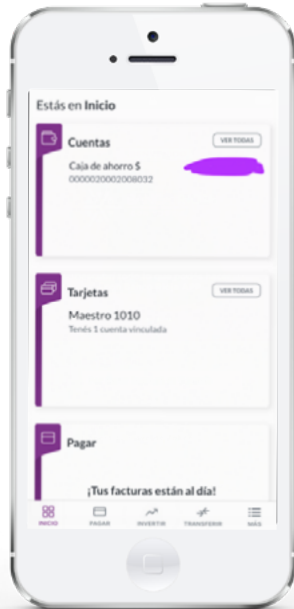 Estás en Inicio
Cuentas
VER TODAS
Caja de ahorro $
0000020002008032
Tarjetas
VER TODAS
Maestro 1010
Tenés 1 cuenta vinculada
Pagar
¡Tus facturas están al día!
INICIO
PAGAR
INVERTIR
TRANSFERIR
MÁS